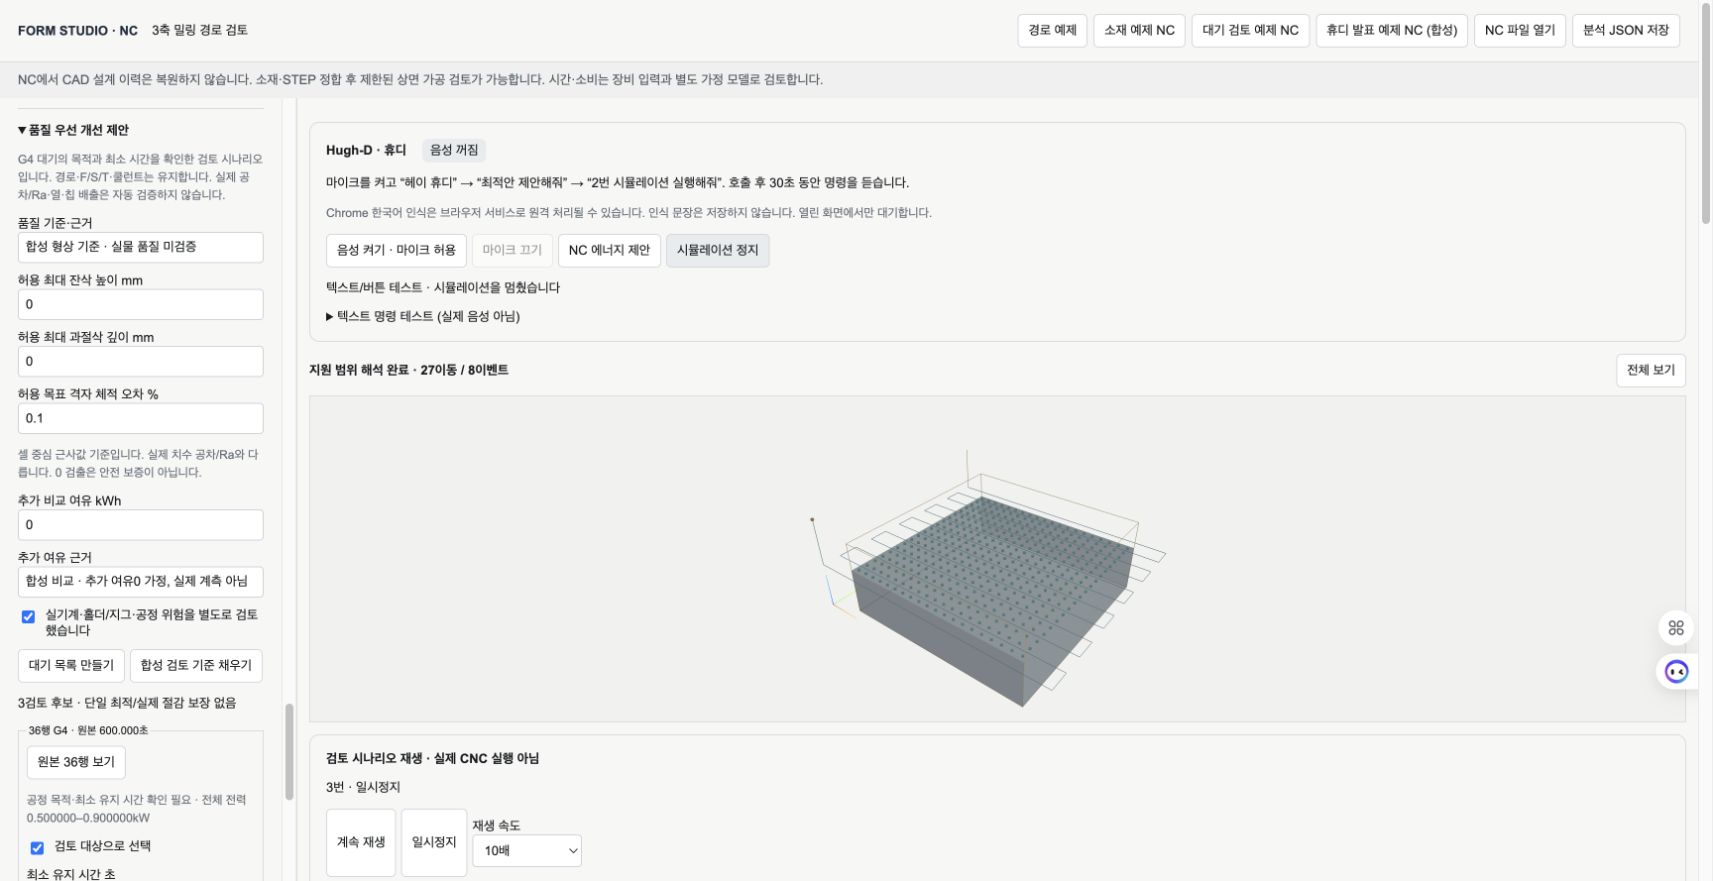 FORM STUDIO · NC 3축 밀링 경로 검토
경로 예제
소재 예제 NC
대기 검토 예제 NC
휴디 발표 예제 NC (합성)
NC 파일 열기
분석 JSON 저장
NC에서 CAD 설계 이력은 복원하지 않습니다. 소재·STEP 정합 후 제한된 상면 가공 검토가 가능합니다. 시간·소비는 장비 입력과 별도 가정 모델로 검토합니다.
▼품질 우선 개선 제안
G4 대기의 목적과 최소 시간을 확인한 검토 시나리오
입니다. 경로·F/S/T·쿨런트는 유지합니다. 실제 공
차/Ra·열·칩 배출은 자동 검증하지 않습니다.
품질 기준·근거
합성 형상 기준 · 실물 품질 미검증
허용 최대 잔삭 높이 mm
0
허용 최대 과절삭 깊이 mm
0
허용 목표 격자 체적 오차 %
0.1
셀 중심 근사값 기준입니다. 실제 치수 공차/Ra와 다
릅니다. 0 검출은 안전 보증이 아닙니다.
추가 비교 여유 kWh
0
추가 여유 근거
합성 비교 · 추가 여유0 가정, 실제 계측 아님
실기계·홀더/지그·공정 위험을 별도로 검토
했습니다
대기 목록 만들기
합성 검토 기준 채우기
3검토 후보 · 단일 최적/실제 절감 보장 없음
36행 G4 · 원본 600.000초
원본 36행 보기
공정 목적·최소 유지 시간 확인 필요 · 전체 전력
0.500000–0.900000kW
검토 대상으로 선택
최소 유지 시간 초
Hugh-D · 휴디 음성 꺼짐
마이크를 켜고 “헤이 휴디” → “최적안 제안해줘” → “2번 시뮬레이션 실행해줘”. 호출 후 30초 동안 명령을 듣습니다.
Chrome 한국어 인식은 브라우저 서비스로 원격 처리될 수 있습니다. 인식 문장은 저장하지 않습니다. 열린 화면에서만 대기합니다.
음성 켜기 · 마이크 허용
마이크 끄기
NC 에너지 제안
시뮬레이션 정지
텍스트/버튼 테스트 · 시뮬레이션을 멈췄습니다
▶ 텍스트 명령 테스트 (실제 음성 아님)
지원 범위 해석 완료 · 27이동 / 8이벤트
전체 보기
검토 시나리오 재생 · 실제 CNC 실행 아님
3번 · 일시정지
계속 재생
일시정지
재생 속도
10배